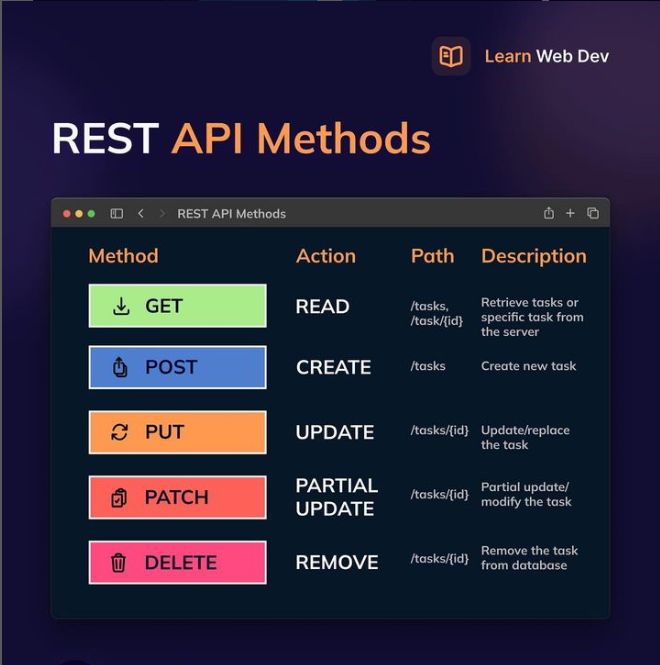 Learn Web Dev
REST API Methods
REST API Methods
Method Action Path Description
GET READ /tasks, /task/{id} Retrieve tasks or
specific task from
the server
POST CREATE /tasks Create new task
PUT UPDATE /tasks/{id} Update/replace
the task
PATCH PARTIAL UPDATE /tasks/{id} Partial update/
modify the task
DELETE REMOVE /tasks/{id} Remove the task
from database